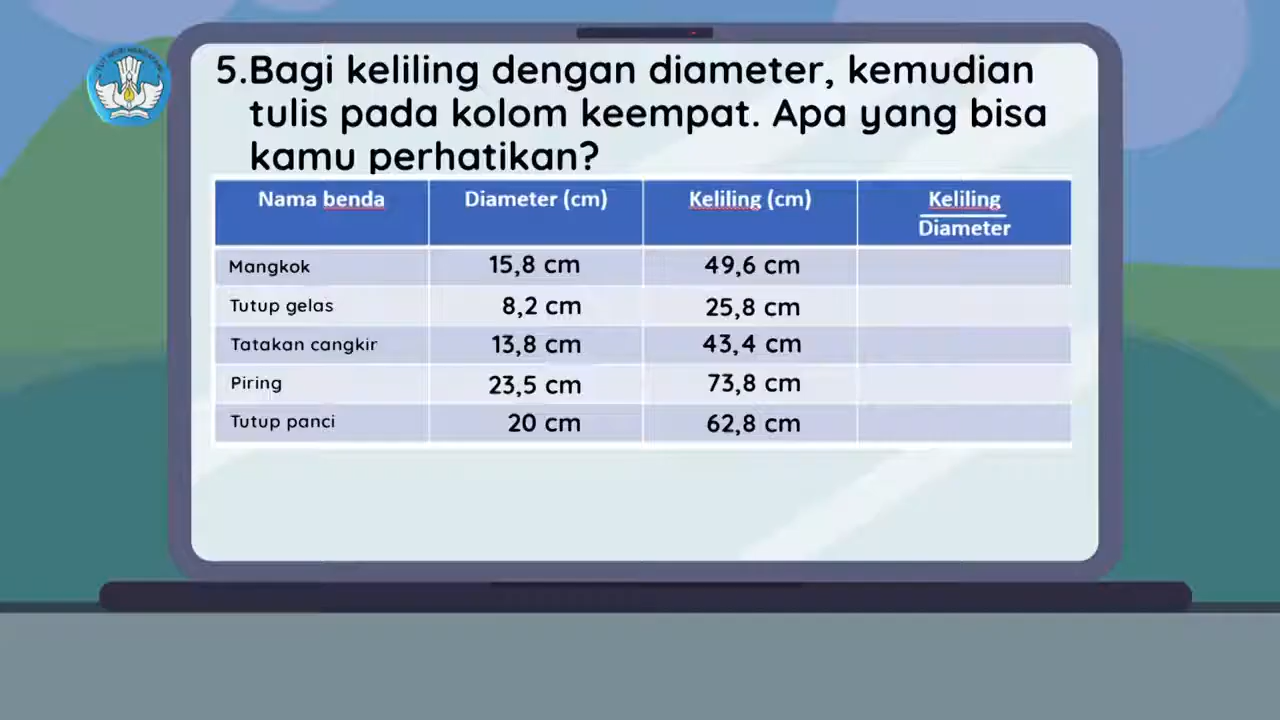 5.Bagi keliling dengan diameter, kemudian
tulis pada kolom keempat. Apa yang bisa
kamu perhatikan?
Nama benda Diameter (cm) Keliling (cm) Keliling
Diameter
Mangkok 15,8 cm 49,6 cm
Tutup gelas 8,2 cm 25,8 cm
Tatakan cangkir 13,8 cm 43,4 cm
Piring 23,5 cm 73,8 cm
Tutup panci 20 cm 62,8 cm